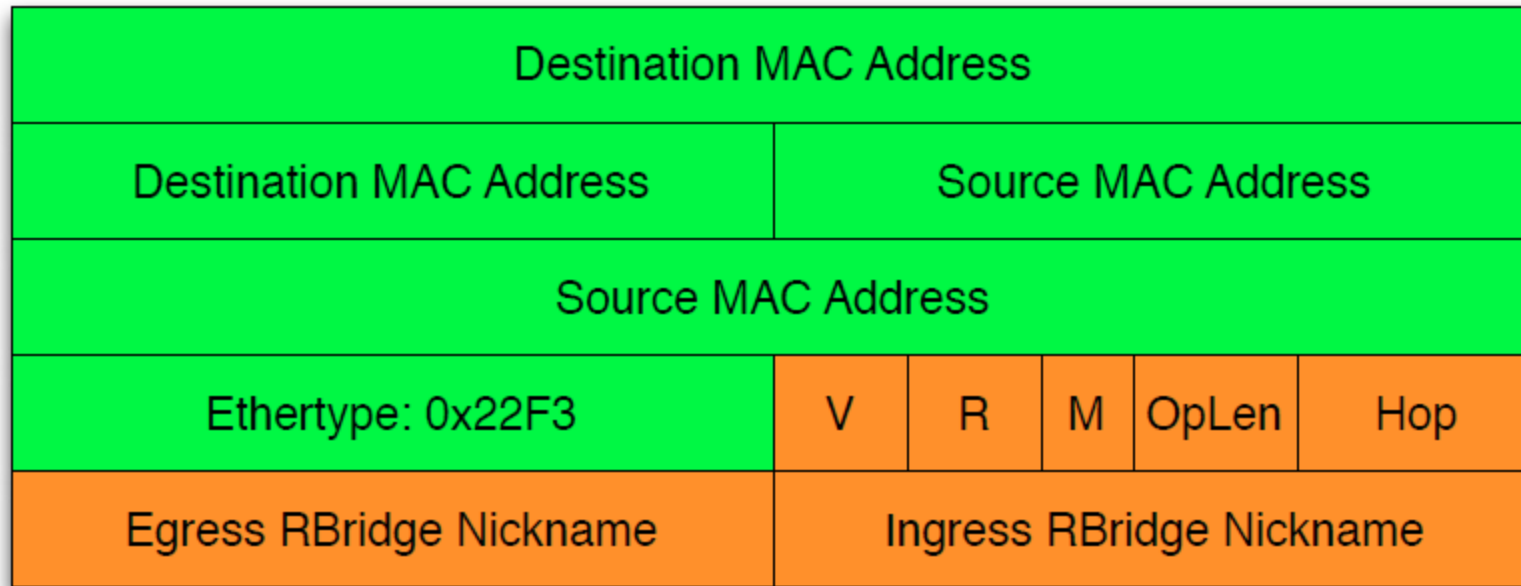 Destination MAC Address
Destination MAC Address Source MAC Address
Source MAC Address
Ethertype: 0x22F3 V R M OpLen Hop
Egress RBridge Nickname Ingress RBridge Nickname